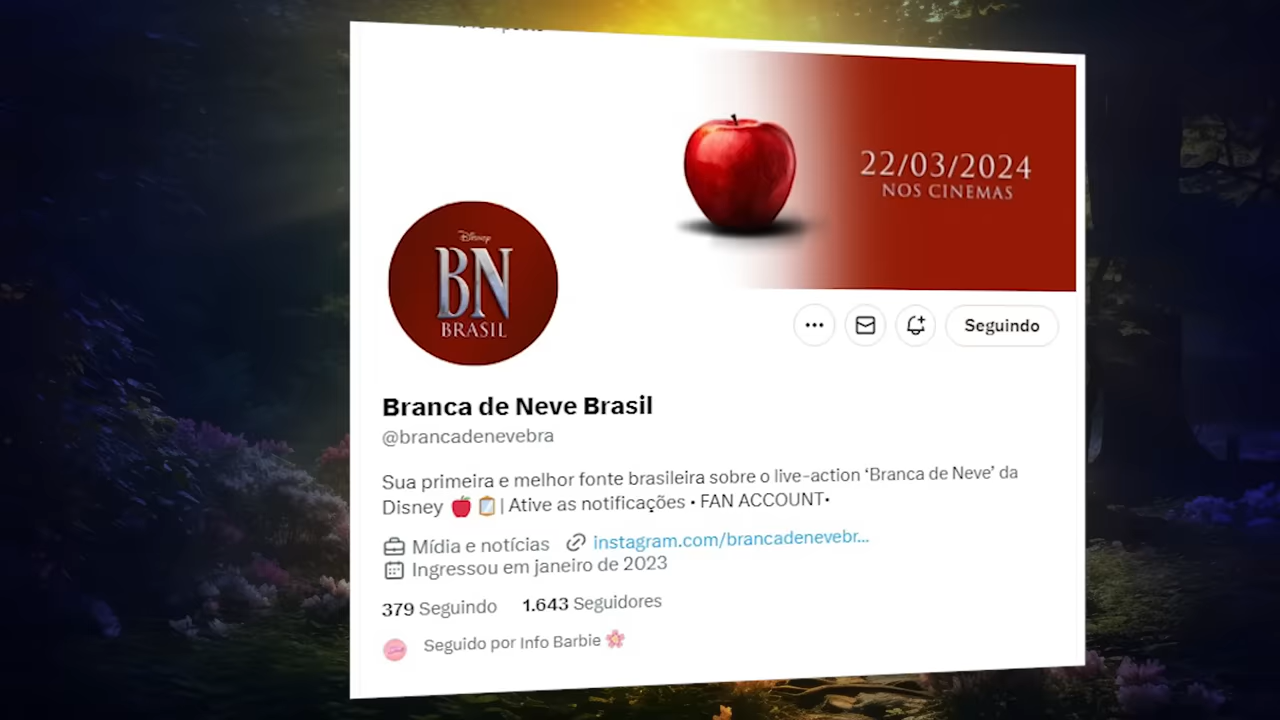 22/03/2024
NOS CINEMAS
Disney
BN
BRASIL
Seguindo
Branca de Neve Brasil
@brancadenevebra
Sua primeira e melhor fonte brasileira sobre o live-action ‘Branca de Neve’ da
Disney 🍎 📋 | Ative as notificações • FAN ACCOUNT•
Mídia e notícias instagram.com/brancadenevebr...
Ingressou em janeiro de 2023
379 Seguindo 1.643 Seguidores
Seguido por Info Barbie 🌸